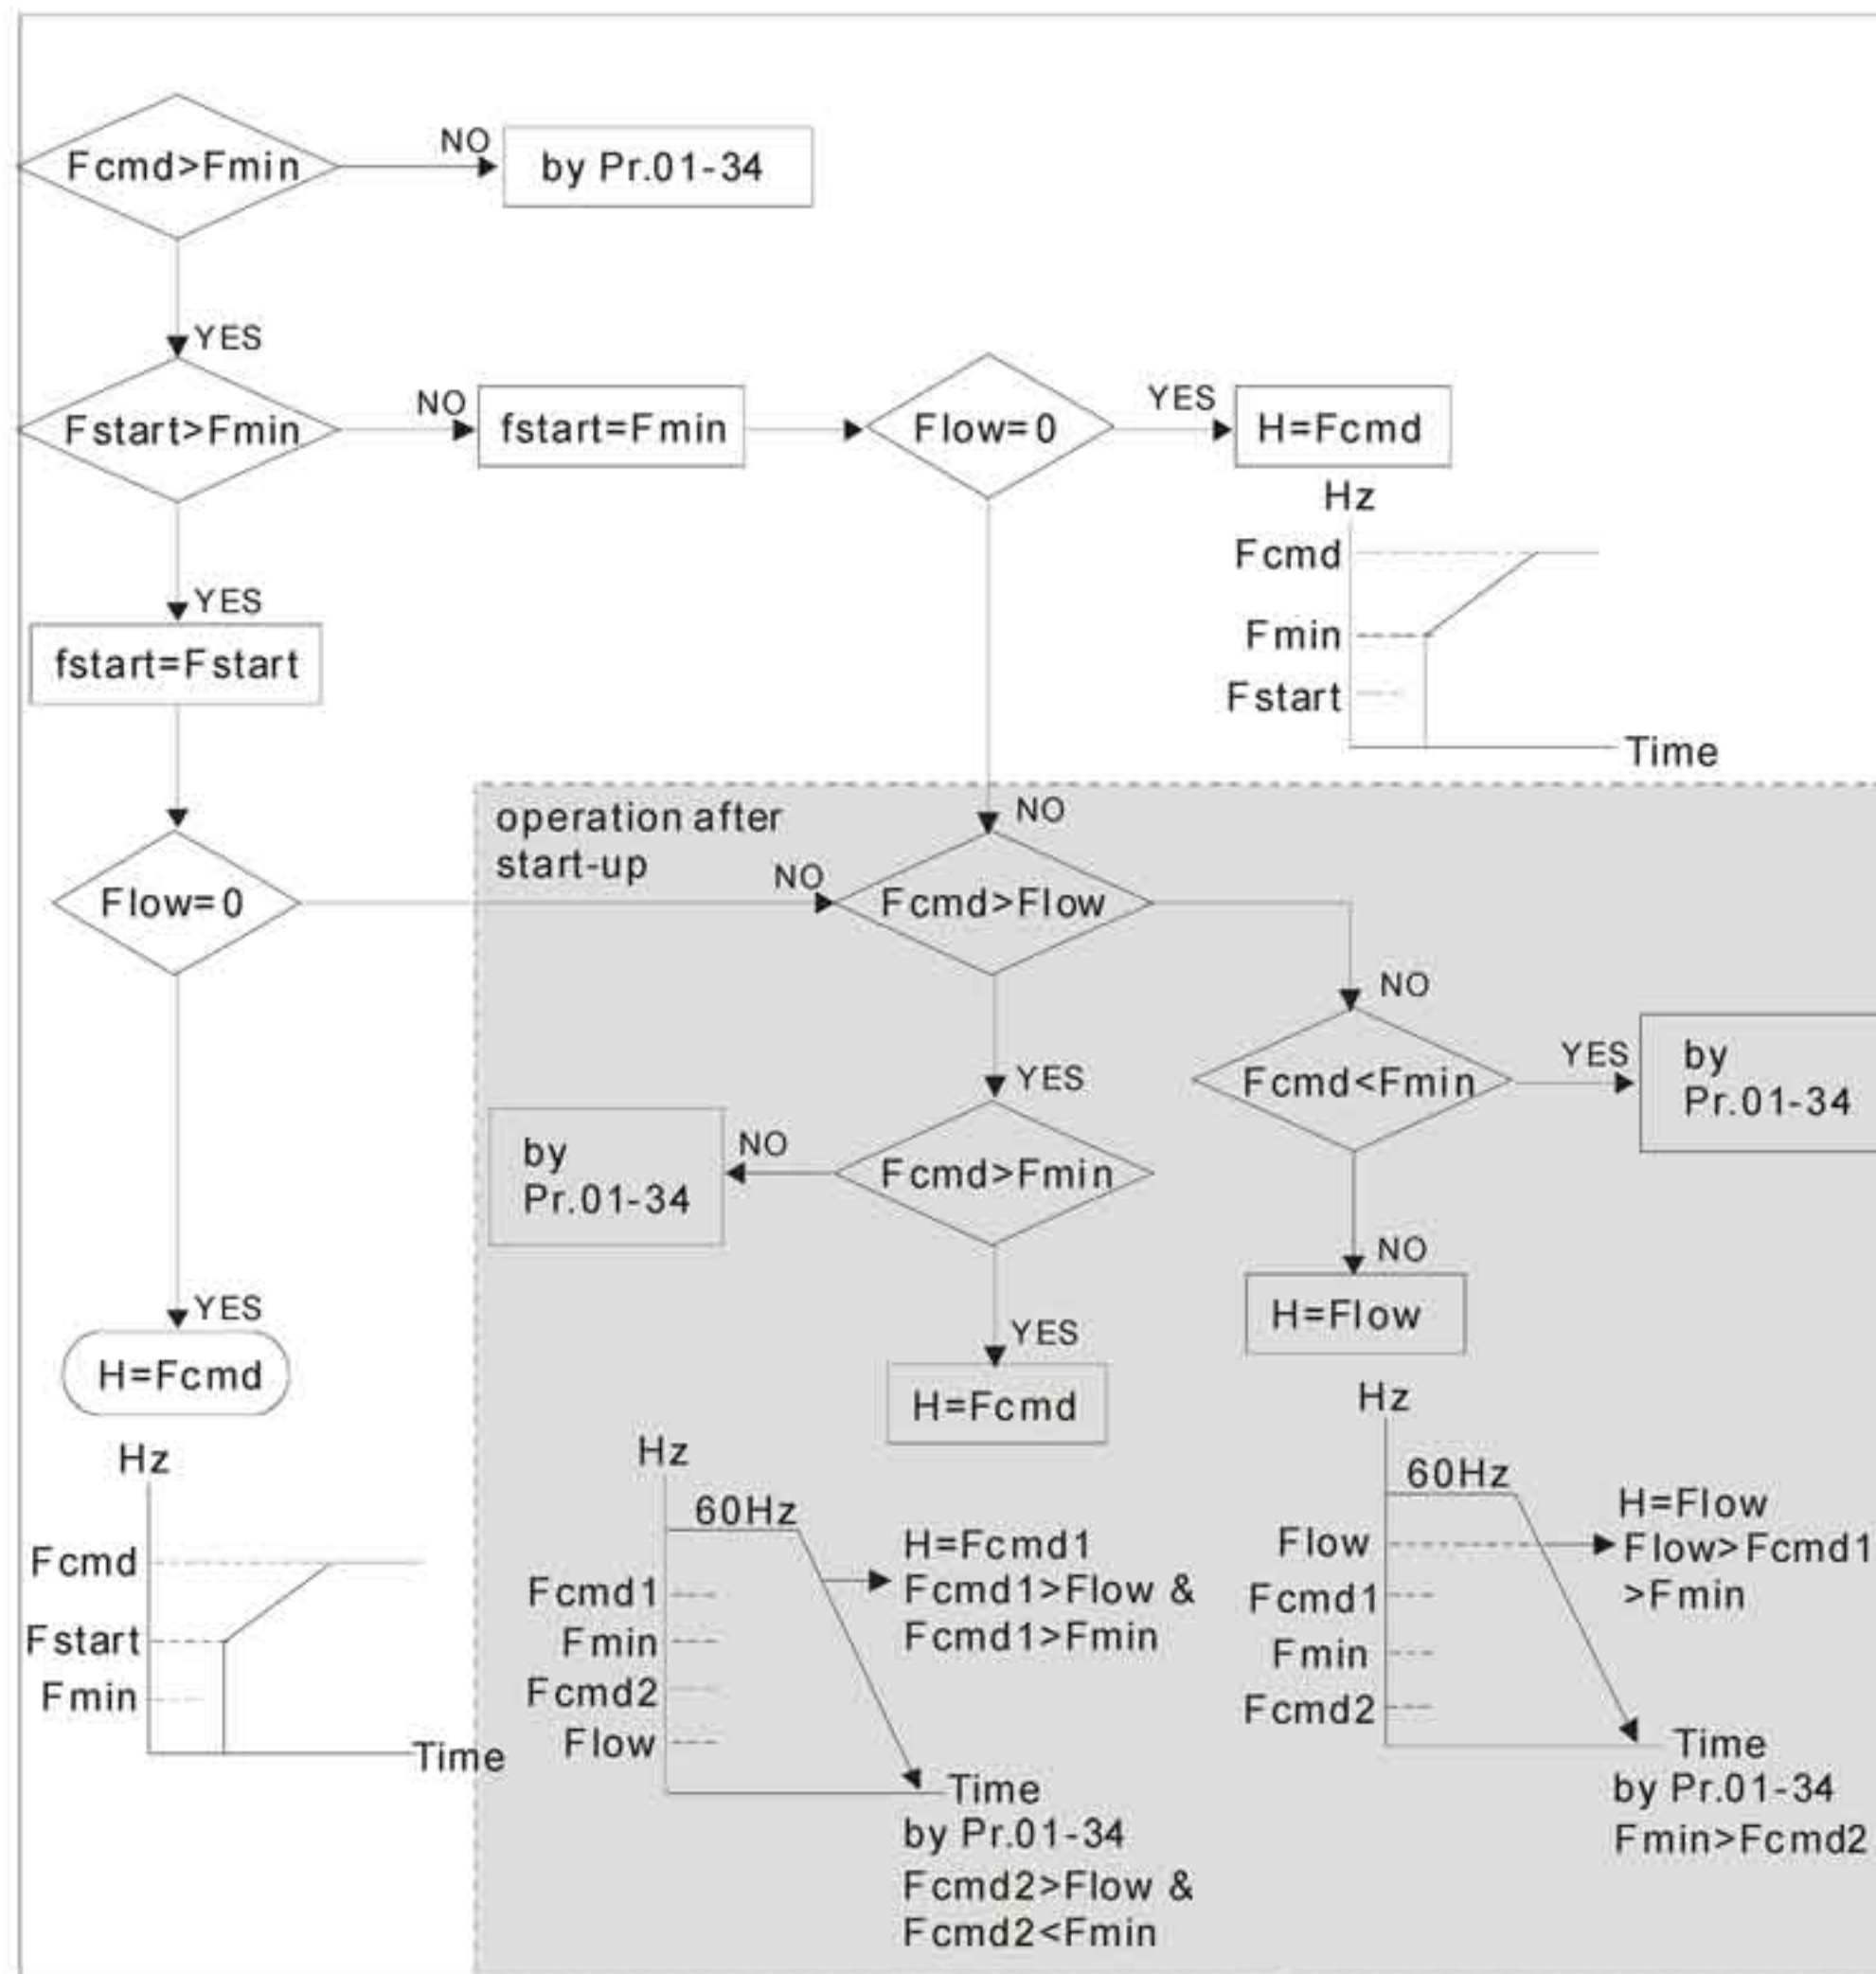 Fcmd>Fmin
NO
by Pr.01-34
YES
Fstart>Fmin
NO
fstart=Fmin
Flow=0
YES
H=Fcmd
Hz
Fcmd
Fmin
Fstart
Time
YES
fstart=Fstart
operation after
start-up
NO
Flow=0
NO
Fcmd>Flow
NO
Fcmd<Fmin
YES
by
Pr.01-34
YES
Fcmd>Fmin
NO
by
Pr.01-34
NO
H=Flow
YES
H=Fcmd
YES
H=Fcmd
Hz
Fcmd
Fstart
Fmin
Time
Hz
60Hz
Fcmd1
Fmin
Fcmd2
Flow
H=Fcmd1
Fcmd1>Flow &
Fcmd1>Fmin
Time
by Pr.01-34
Fcmd2>Flow &
Fcmd2<Fmin
Hz
60Hz
Flow
Fcmd1
Fmin
Fcmd2
H=Flow
Flow>Fcmd1
>Fmin
Time
by Pr.01-34
Fmin>Fcmd2